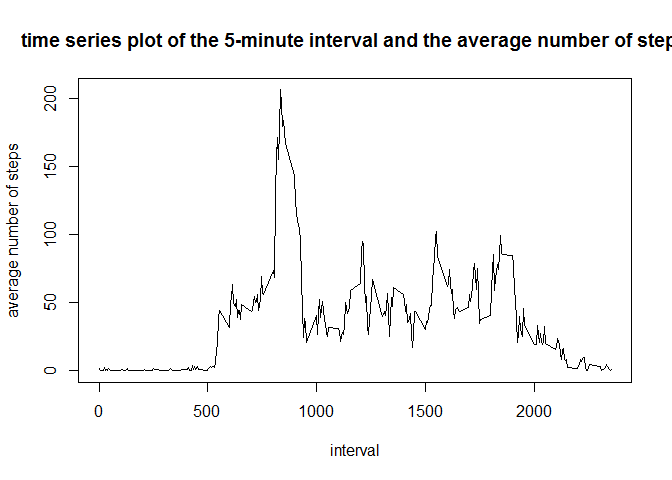 time series plot of the 5-minute interval and the average number of step
average number of steps
200
150
100
50
0
0 500 1000 1500 2000
interval